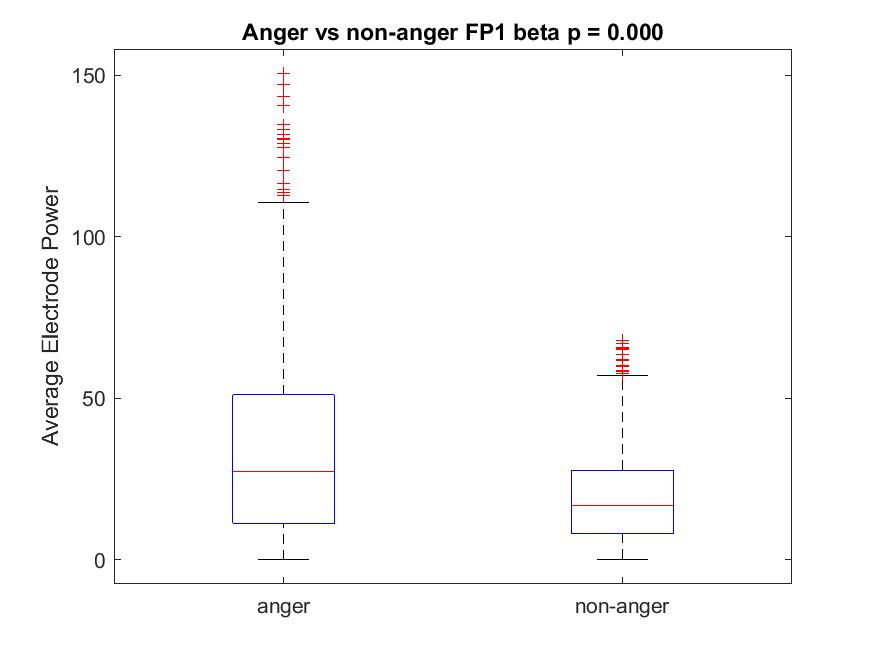 Anger vs non-anger FP1 beta p = 0.000
Average Electrode Power
150
100
50
0
anger
non-anger